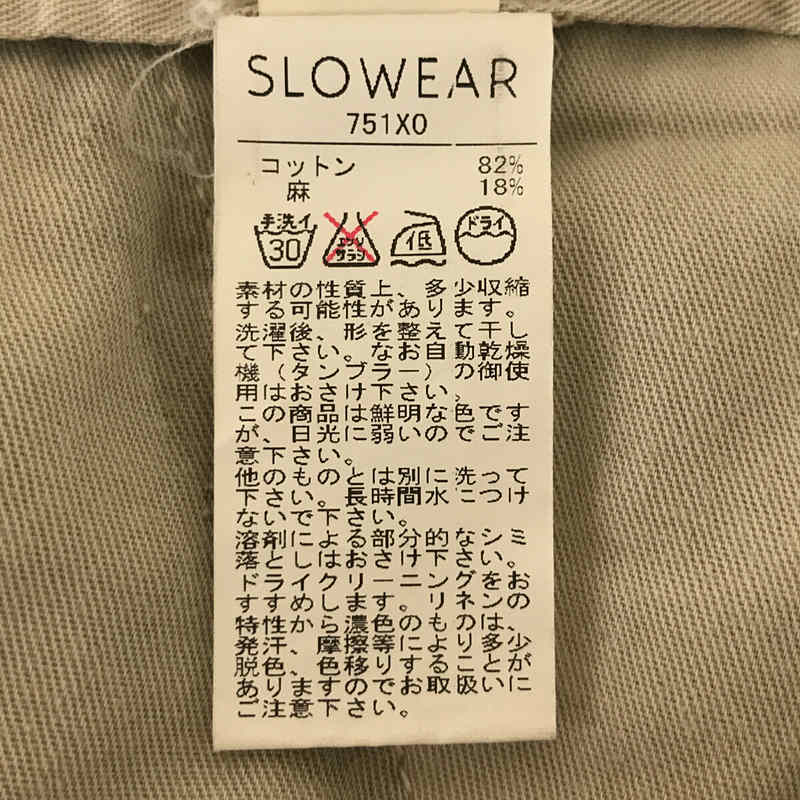 SLOWEAR
751XO
コットン 82%
麻 18%
手洗イ ドライ
30 エンソ サラシ 低
素材の性質上、多少収縮
する可能性があります。
洗濯後、形を整えて干し
て下さい。なお自動乾燥
機（タンブラー）の御使
用はおさけ下さい。
この商品は鮮明な色です
が、日光に弱いのでご注
意下さい。
他のものとは別に洗って
下さい。長時間水につけ
ないで下さい。
溶剤による部分的なシミ
落としはおさけ下さい。
ドライクリーニングをお
すすめします。リネンの
特性から濃色のものは、
発汗、摩擦等により多少
脱色、色移りすることが
ありますのでお取扱いに
ご注意下さい。